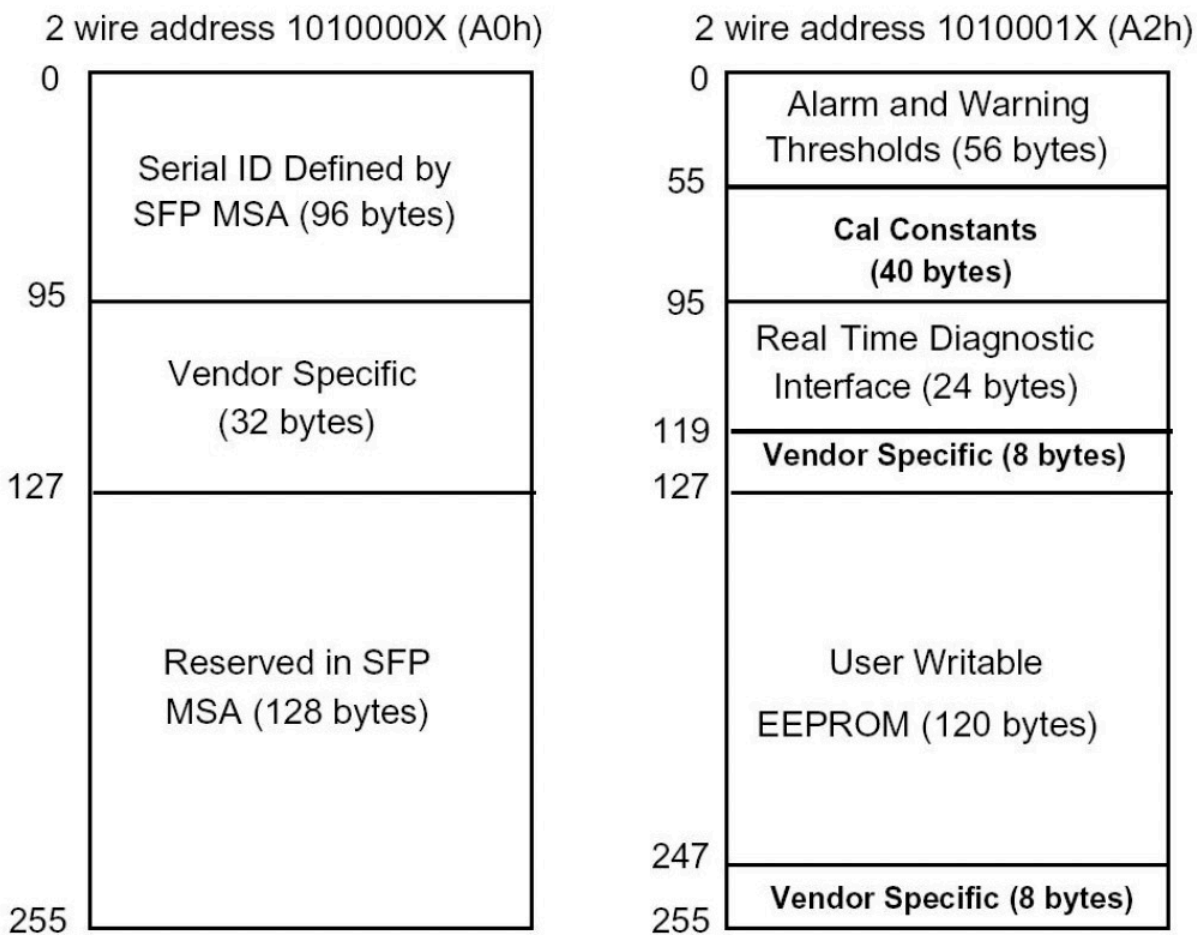 2 wire address 1010000X (A0h)
0
Serial ID Defined by
SFP MSA (96 bytes)
95
Vendor Specific
(32 bytes)
127
Reserved in SFP
MSA (128 bytes)
255
2 wire address 1010001X (A2h)
0
Alarm and Warning
Thresholds (56 bytes)
55
Cal Constants
(40 bytes)
95
Real Time Diagnostic
Interface (24 bytes)
119
Vendor Specific (8 bytes)
127
User Writable
EEPROM (120 bytes)
247
Vendor Specific (8 bytes)
255